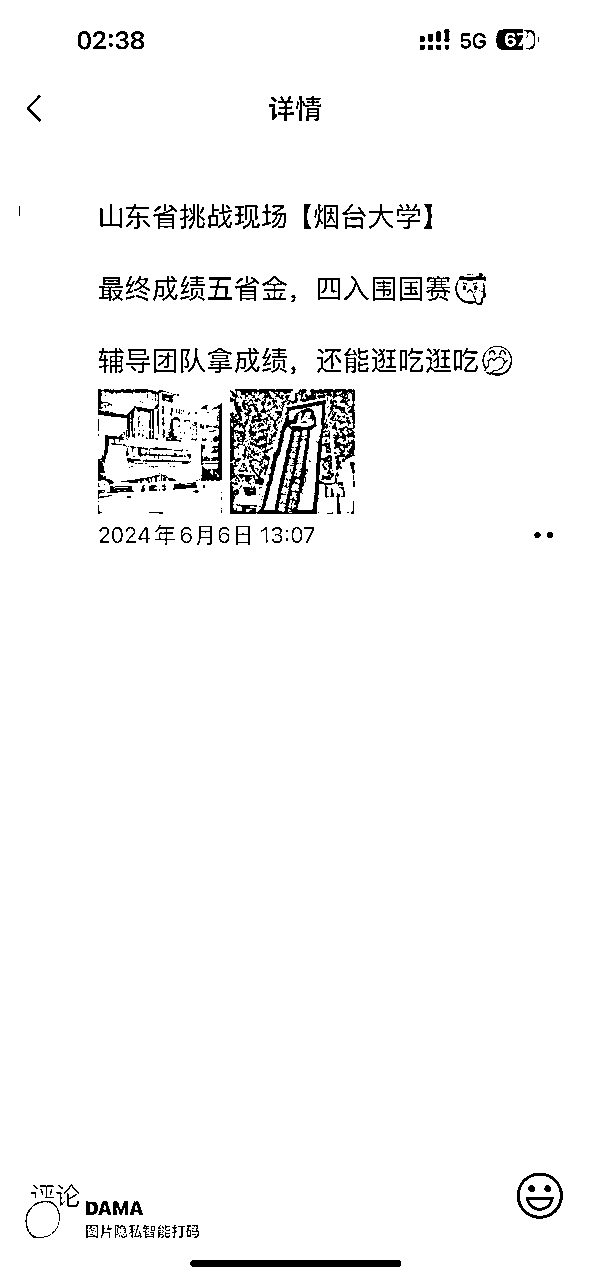 02:38
5G 67
详情
山东省挑战现场【烟台大学】
最终成绩五省金，四入围国赛
辅导团队拿成绩，还能逛吃逛吃
2024年6月6日 13:07
评论
DAMA
图片隐私智能打码